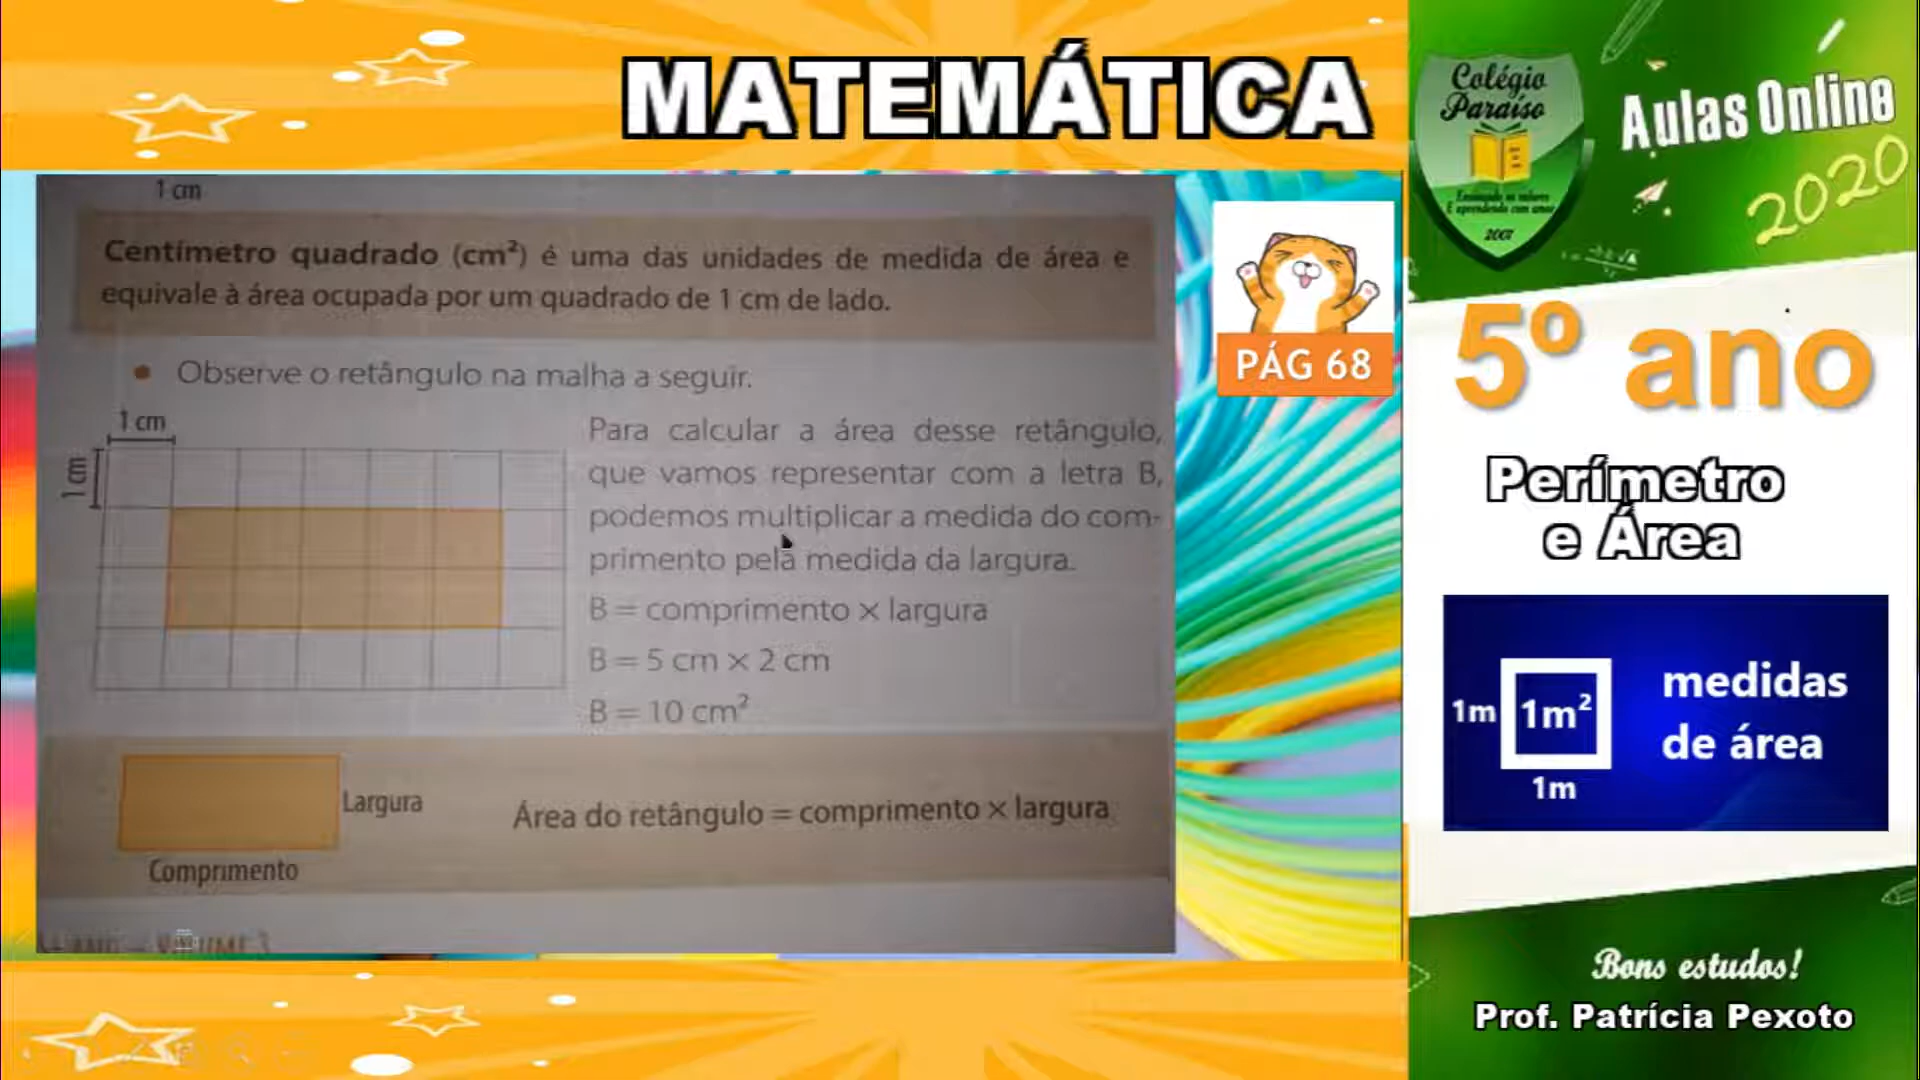 MATEMÁTICA
1 cm
Centímetro quadrado (cm²) é uma das unidades de medida de área e
equivale à área ocupada por um quadrado de 1 cm de lado.
Observe o retângulo na malha a seguir.
1 cm
1 cm
Para calcular a área desse retângulo,
que vamos representar com a letra B,
podemos multiplicar a medida do com-
primento pela medida da largura.
B = comprimento × largura
B = 5 cm × 2 cm
B = 10 cm²
Largura
Comprimento
Área do retângulo = comprimento × largura
PÁG 68
Colégio
Paraíso
2007
Aulas Online
2020
5º ano
Perímetro
e Área
1m
1m²
1m
medidas
de área
Bons estudos!
Prof. Patrícia Pexoto